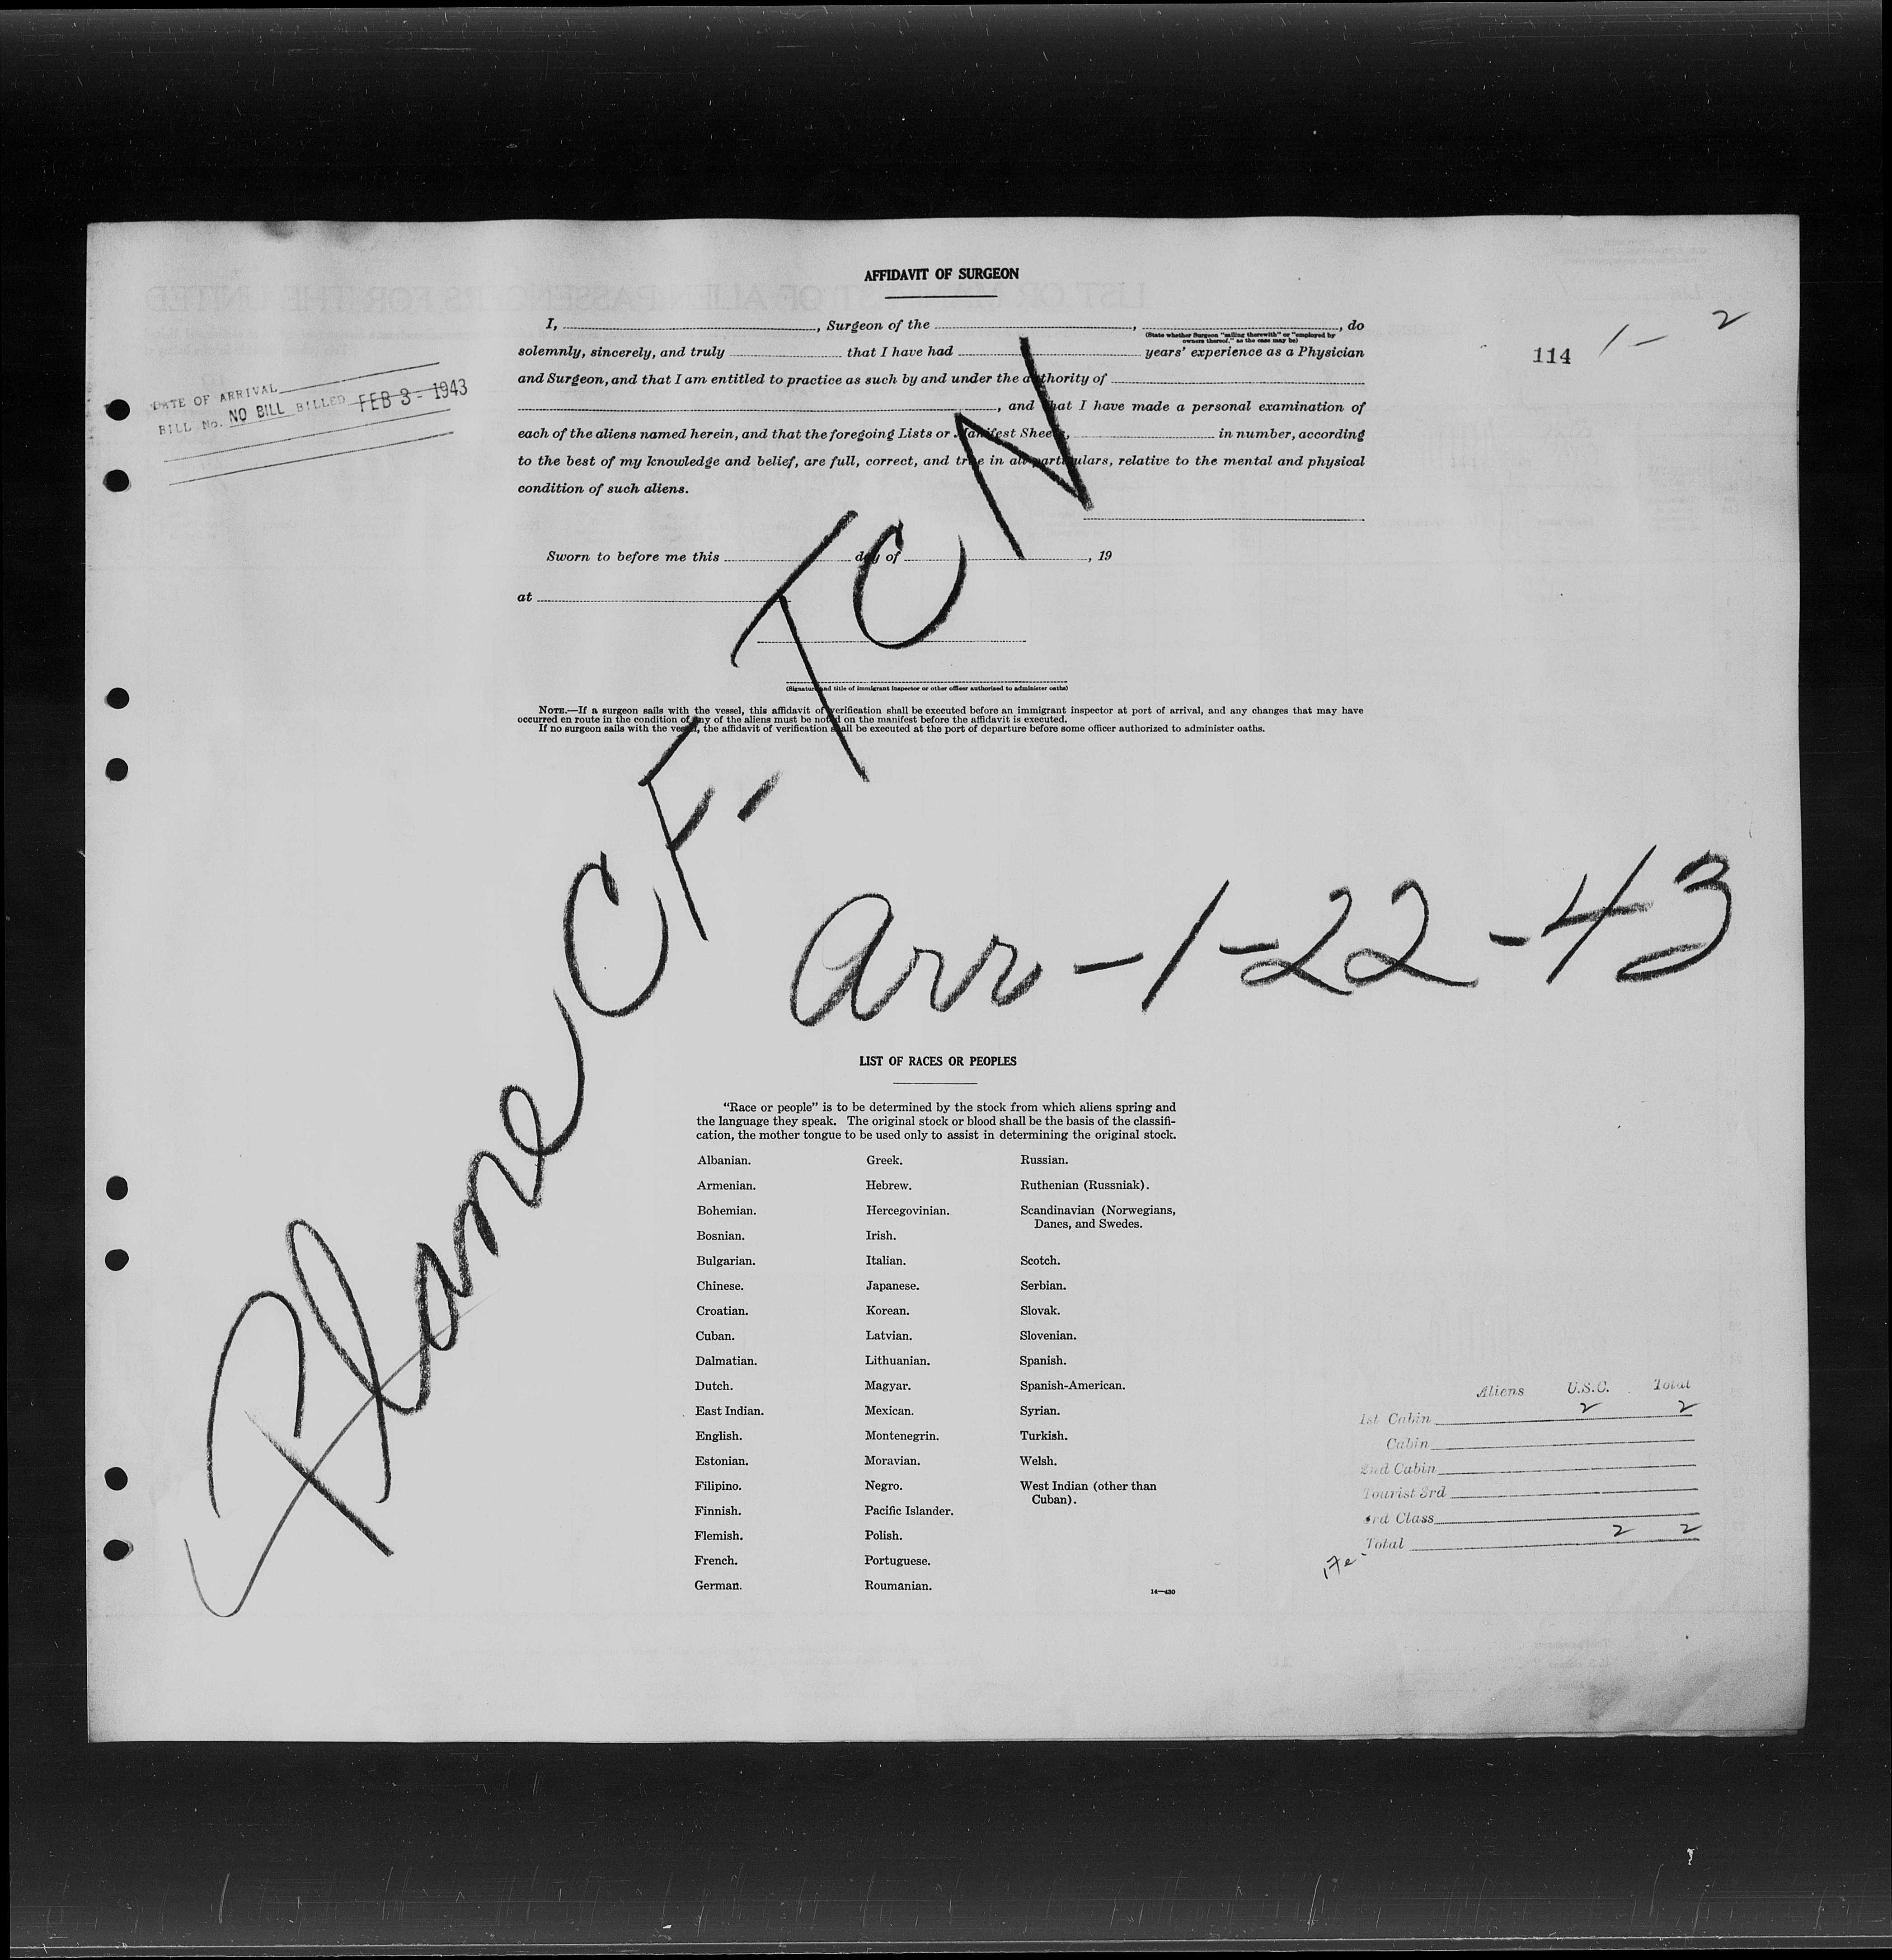 AFFIDAVIT OF SURGEON
I, , Surgeon of the , , do
(State whether Surgeon "sailing therewith" or "employed by
owners thereof," as the case may be)
solemnly, sincerely, and truly that I have had years' experience as a Physician
and Surgeon, and that I am entitled to practice as such by and under the authority of
, and that I have made a personal examination of
each of the aliens named herein, and that the foregoing Lists or Manifest Sheets, in number, according
to the best of my knowledge and belief, are full, correct, and true in all particulars, relative to the mental and physical
condition of such aliens.
Sworn to before me this day of , 19
at
(Signature and title of immigrant inspector or other officer authorized to administer oaths)
NOTE.—If a surgeon sails with the vessel, this affidavit of verification shall be executed before an immigrant inspector at port of arrival, and any changes that may have
occurred en route in the condition of any of the aliens must be noted on the manifest before the affidavit is executed.
If no surgeon sails with the vessel, the affidavit of verification shall be executed at the port of departure before some officer authorized to administer oaths.
DATE OF ARRIVAL
BILL No. NO BILL BILLED FEB 3 - 1943
114 1 - 2
Plane CF-TCN
Arr - 1-22-43
LIST OF RACES OR PEOPLES
"Race or people" is to be determined by the stock from which aliens spring and
the language they speak. The original stock or blood shall be the basis of the classifi-
cation, the mother tongue to be used only to assist in determining the original stock.
Albanian. Greek. Russian.
Armenian. Hebrew. Ruthenian (Russniak).
Bohemian. Hercegovinian. Scandinavian (Norwegians,
Danes, and Swedes.
Bosnian. Irish.
Bulgarian. Italian. Scotch.
Chinese. Japanese. Serbian.
Croatian. Korean. Slovak.
Cuban. Latvian. Slovenian.
Dalmatian. Lithuanian. Spanish.
Dutch. Magyar. Spanish-American.
East Indian. Mexican. Syrian.
English. Montenegrin. Turkish.
Estonian. Moravian. Welsh.
Filipino. Negro. West Indian (other than
Cuban).
Finnish. Pacific Islander.
Flemish. Polish.
French. Portuguese.
German. Roumanian.
14—430
Aliens U.S.C. Total
1st Cabin 2 2
Cabin
2nd Cabin
Tourist 3rd
3rd Class
Total 2 2